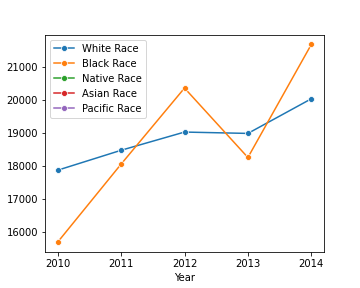 White Race
Black Race
Native Race
Asian Race
Pacific Race
21000
20000
19000
18000
17000
16000
2010 2011 2012 2013 2014
Year